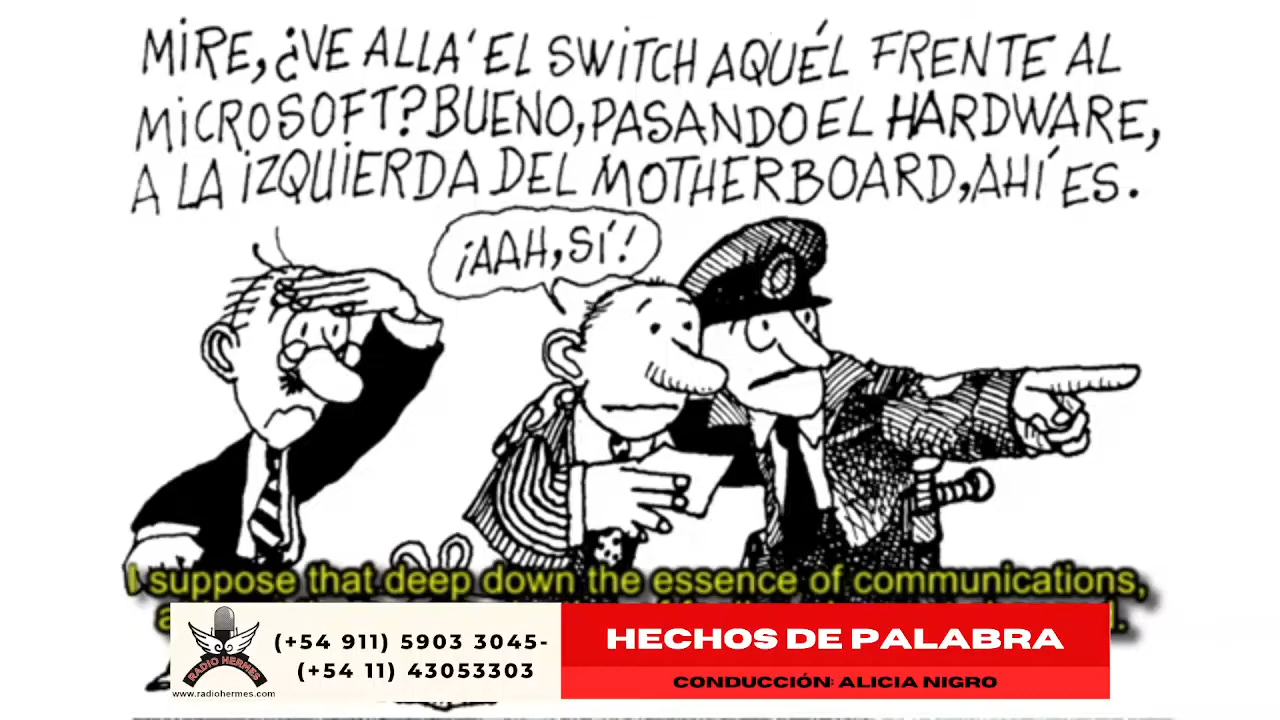 MIRE, ¿VE ALLÁ EL SWITCH AQUÉL FRENTE AL
MICROSOFT? BUENO, PASANDO EL HARDWARE,
A LA IZQUIERDA DEL MOTHERBOARD, AHÍ ES.
¡AAH, SÍ!
I suppose that deep down the essence of communications,
RADIO HERMES
www.radiohermes.com
(+54 911) 5903 3045-
(+54 11) 43053303
HECHOS DE PALABRA
CONDUCCIÓN: ALICIA NIGRO